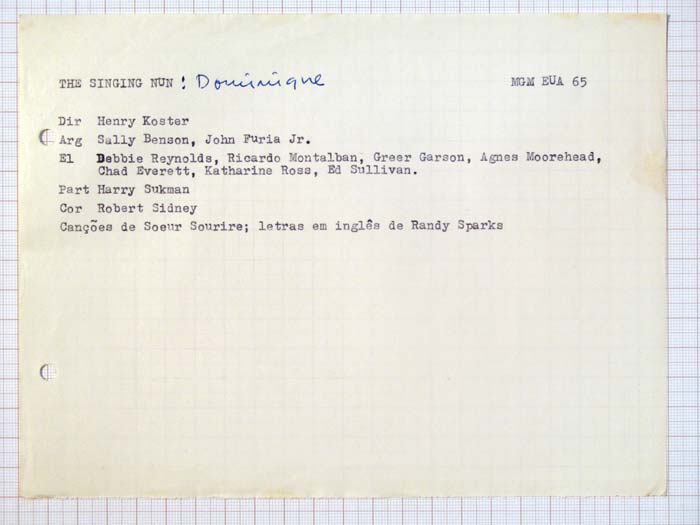 THE SINGING NUN : Dominique MGM EUA 65
Dir Henry Koster
Arg Sally Benson, John Furia Jr.
El Debbie Reynolds, Ricardo Montalban, Greer Garson, Agnes Moorehead,
Chad Everett, Katharine Ross, Ed Sullivan.
Part Harry Sukman
Cor Robert Sidney
Canções de Soeur Sourire; letras em inglês de Randy Sparks